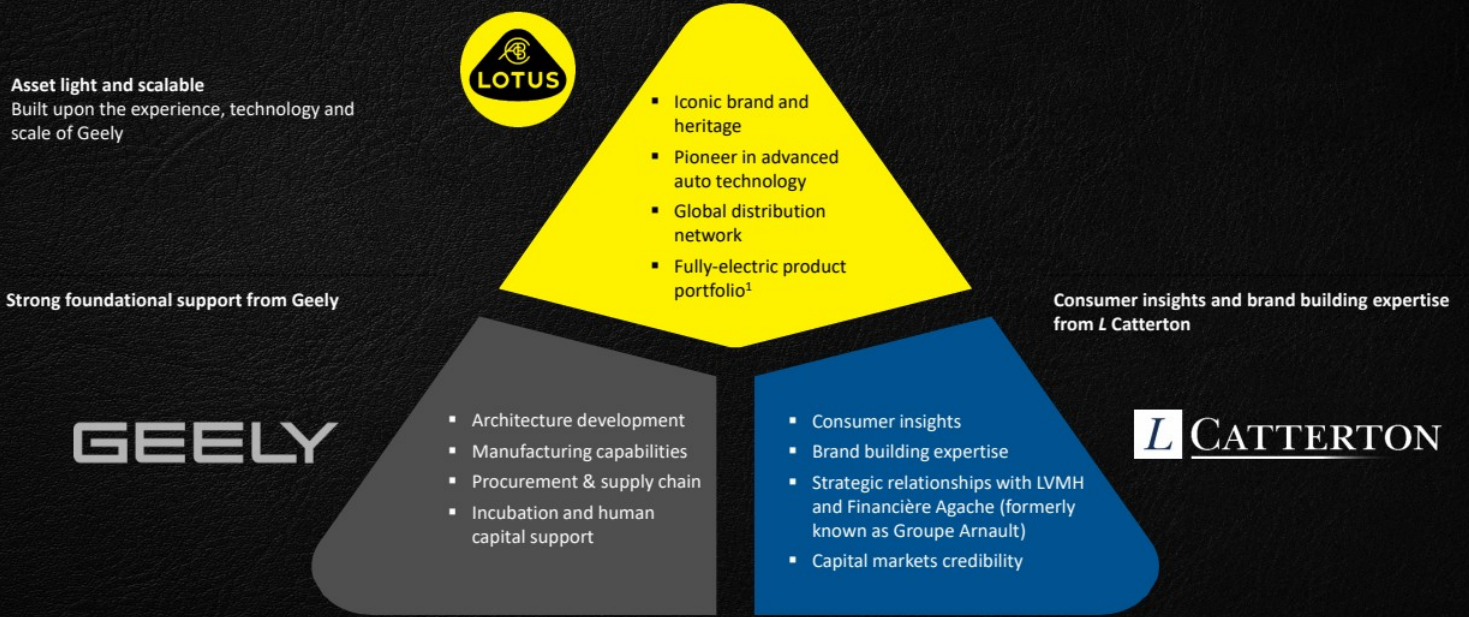 Asset light and scalable
Built upon the experience, technology and
scale of Geely
ACBC
LOTUS
▪ Iconic brand and
heritage
▪ Pioneer in advanced
auto technology
▪ Global distribution
network
▪ Fully-electric product
portfolio¹
Strong foundational support from Geely
GEELY
▪ Architecture development
▪ Manufacturing capabilities
▪ Procurement & supply chain
▪ Incubation and human
capital support
Consumer insights and brand building expertise
from L Catterton
▪ Consumer insights
▪ Brand building expertise
▪ Strategic relationships with LVMH
and Financière Agache (formerly
known as Groupe Arnault)
▪ Capital markets credibility
L CATTERTON